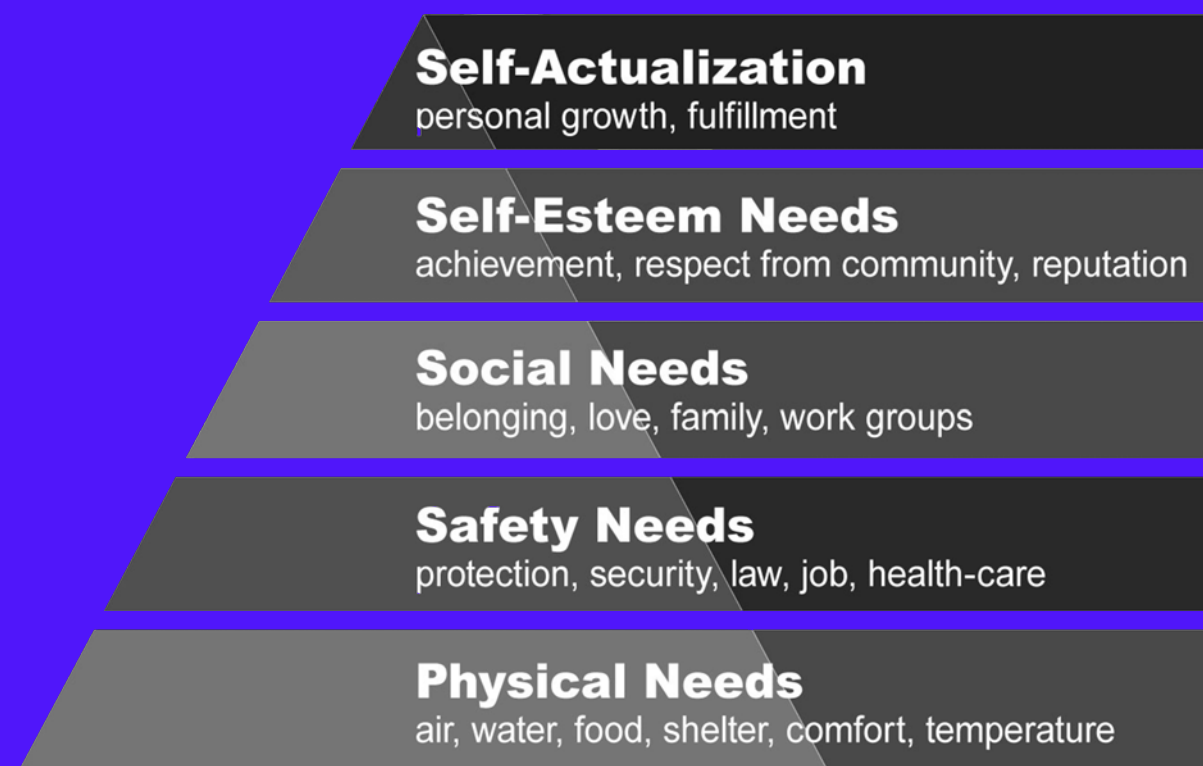 Self-Actualization
personal growth, fulfillment
Self-Esteem Needs
achievement, respect from community, reputation
Social Needs
belonging, love, family, work groups
Safety Needs
protection, security, law, job, health-care
Physical Needs
air, water, food, shelter, comfort, temperature